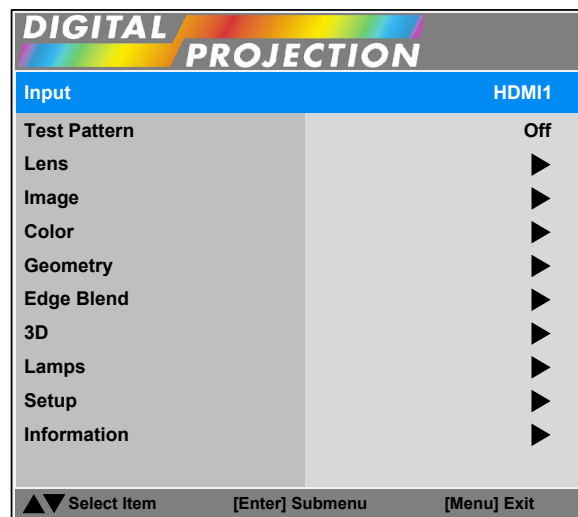 DIGITAL
PROJECTION
Input HDMI1
Test Pattern Off
Lens
Image
Color
Geometry
Edge Blend
3D
Lamps
Setup
Information
Select Item [Enter] Submenu [Menu] Exit